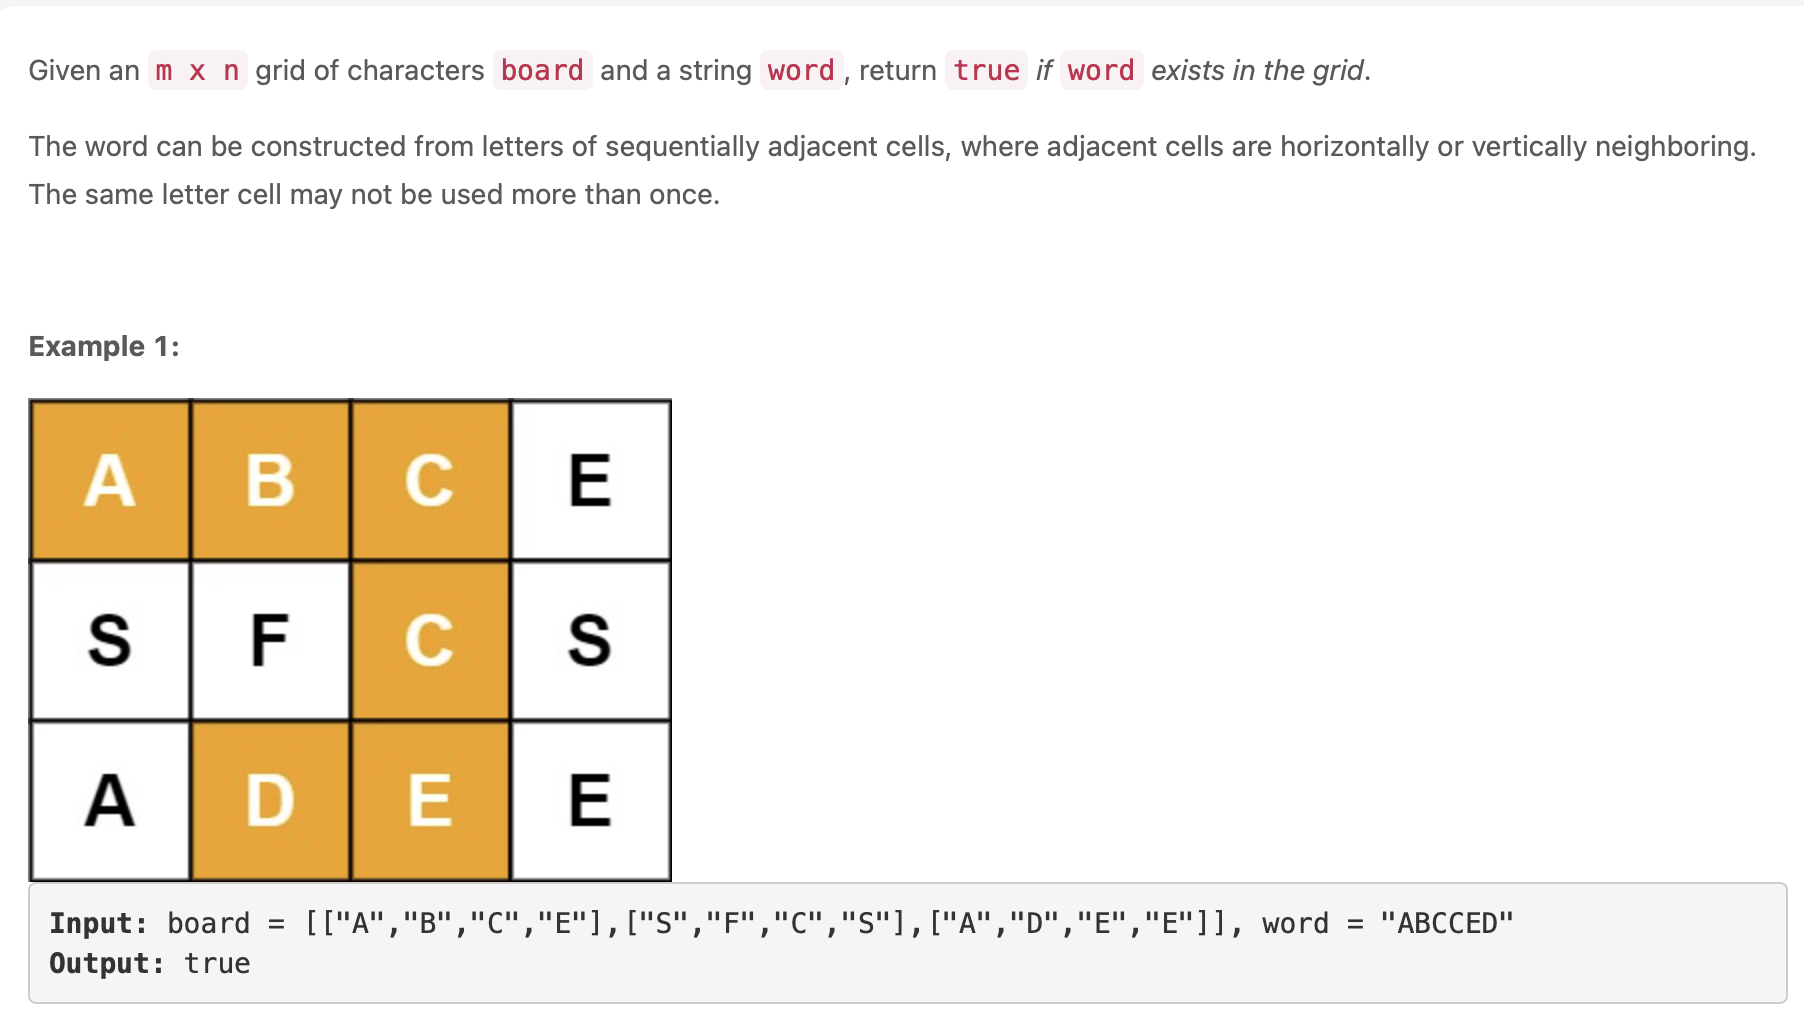 Given an m x n grid of characters board and a string word, return true if word exists in the grid.
The word can be constructed from letters of sequentially adjacent cells, where adjacent cells are horizontally or vertically neighboring.
The same letter cell may not be used more than once.
Example 1:
A B C E
S F C S
A D E E
Input: board = [["A","B","C","E"],["S","F","C","S"],["A","D","E","E"]], word = "ABCCED"
Output: true